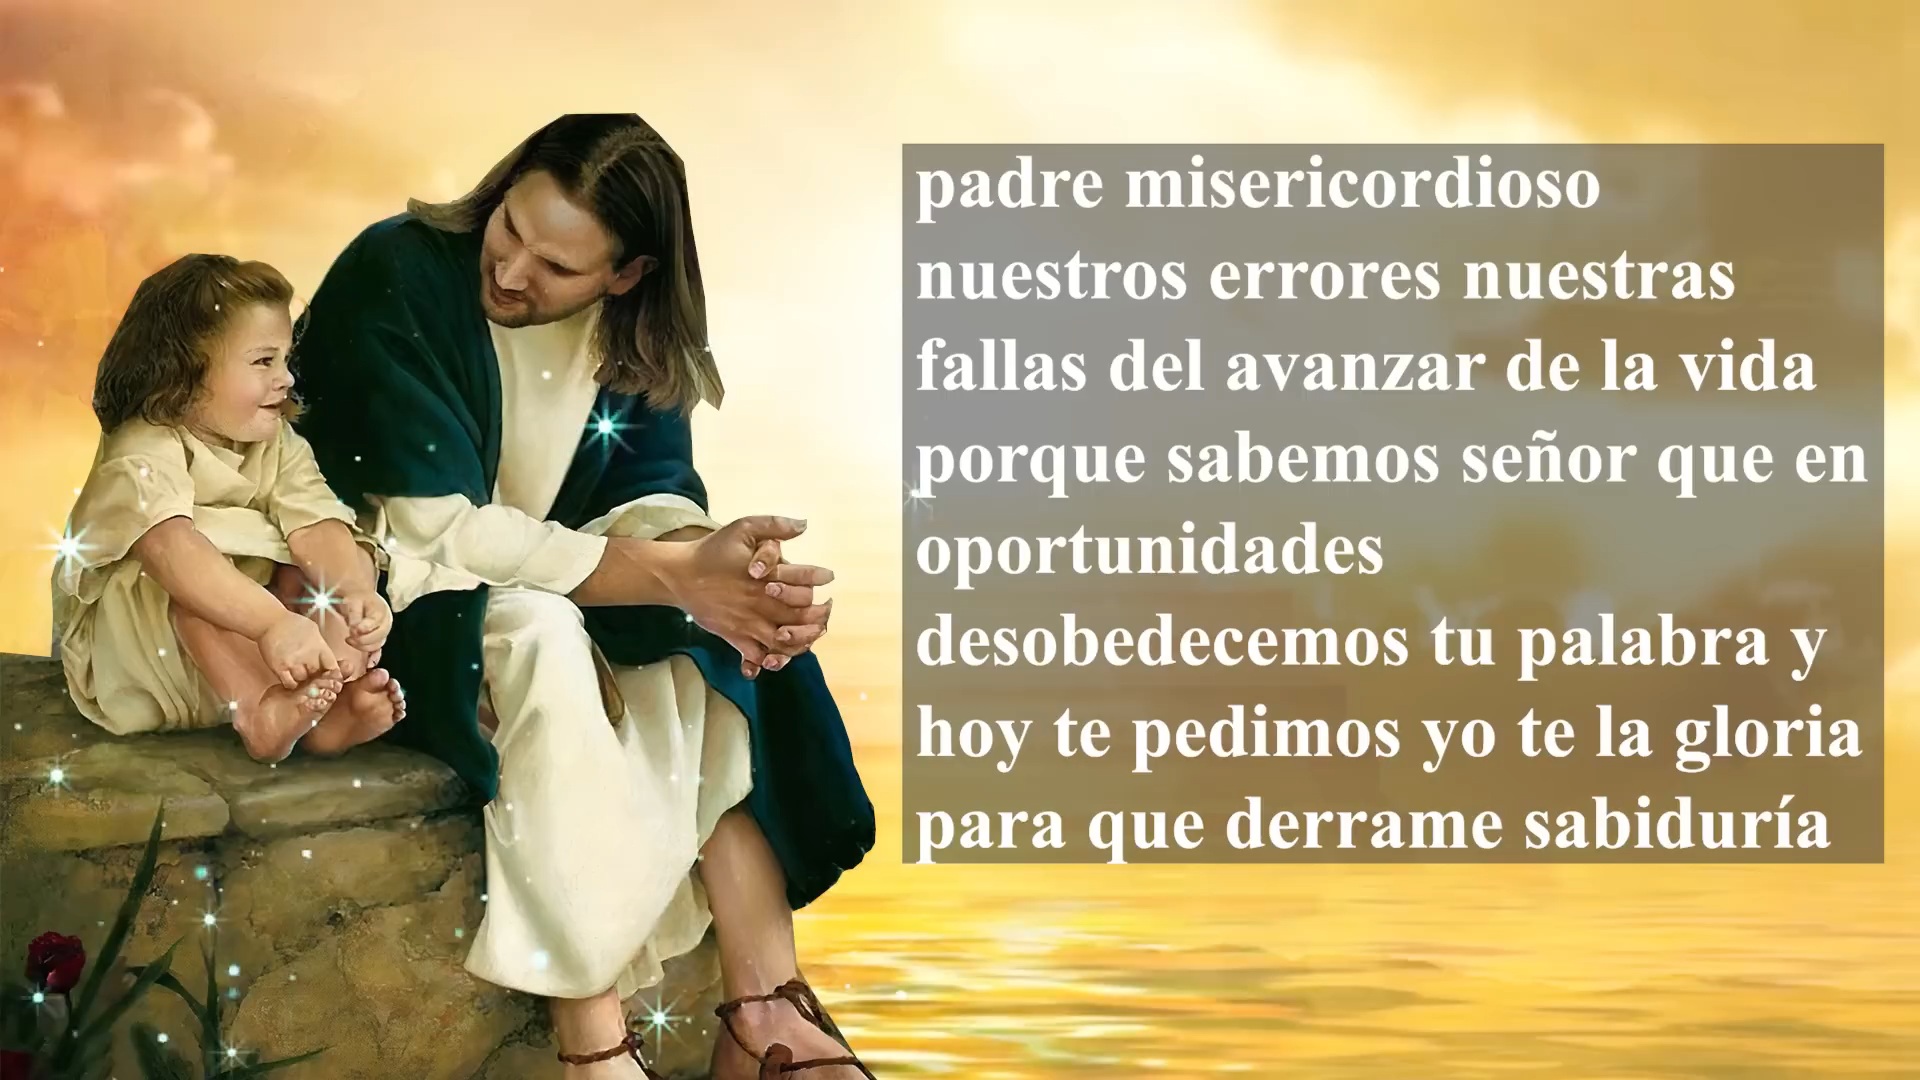 padre misericordioso
nuestros errores nuestras
fallas del avanzar de la vida
porque sabemos señor que en
oportunidades
desobedecemos tu palabra y
hoy te pedimos yo te la gloria
para que derrame sabiduría